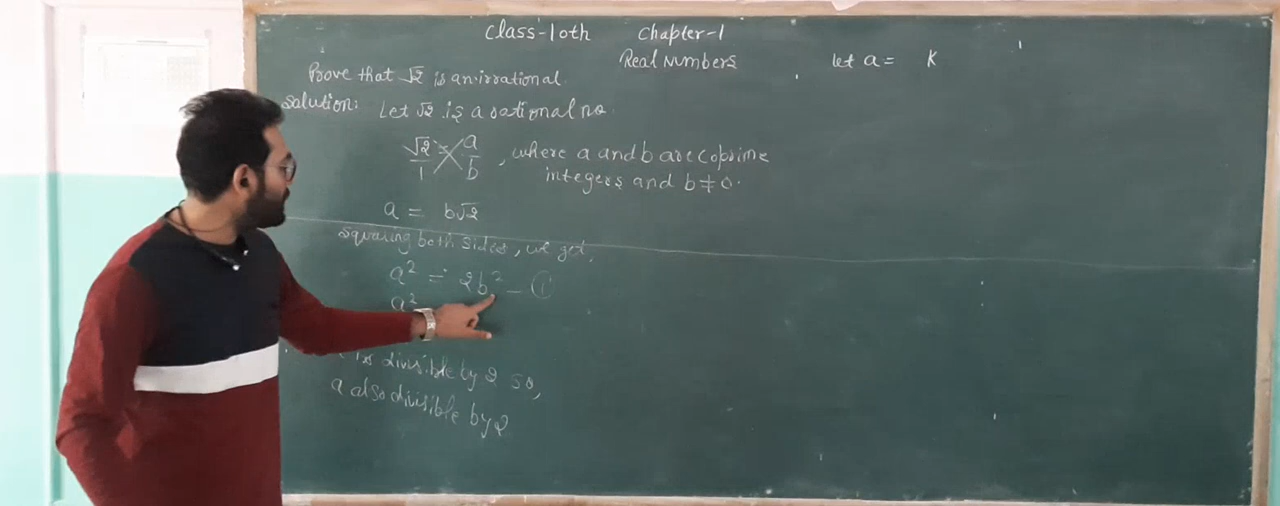 Class-10th Chapter-1
Real Numbers
let a = K
Prove that √2 is an irrational.
Solution: Let √2 is a rational no.
√2/1 = a/b, where a and b are coprime
integers and b ≠ 0.
a = b√2
Squaring both sides, we get,
a² = 2b² – ①
a²
is divisible by 2 so,
a also divisible by 2